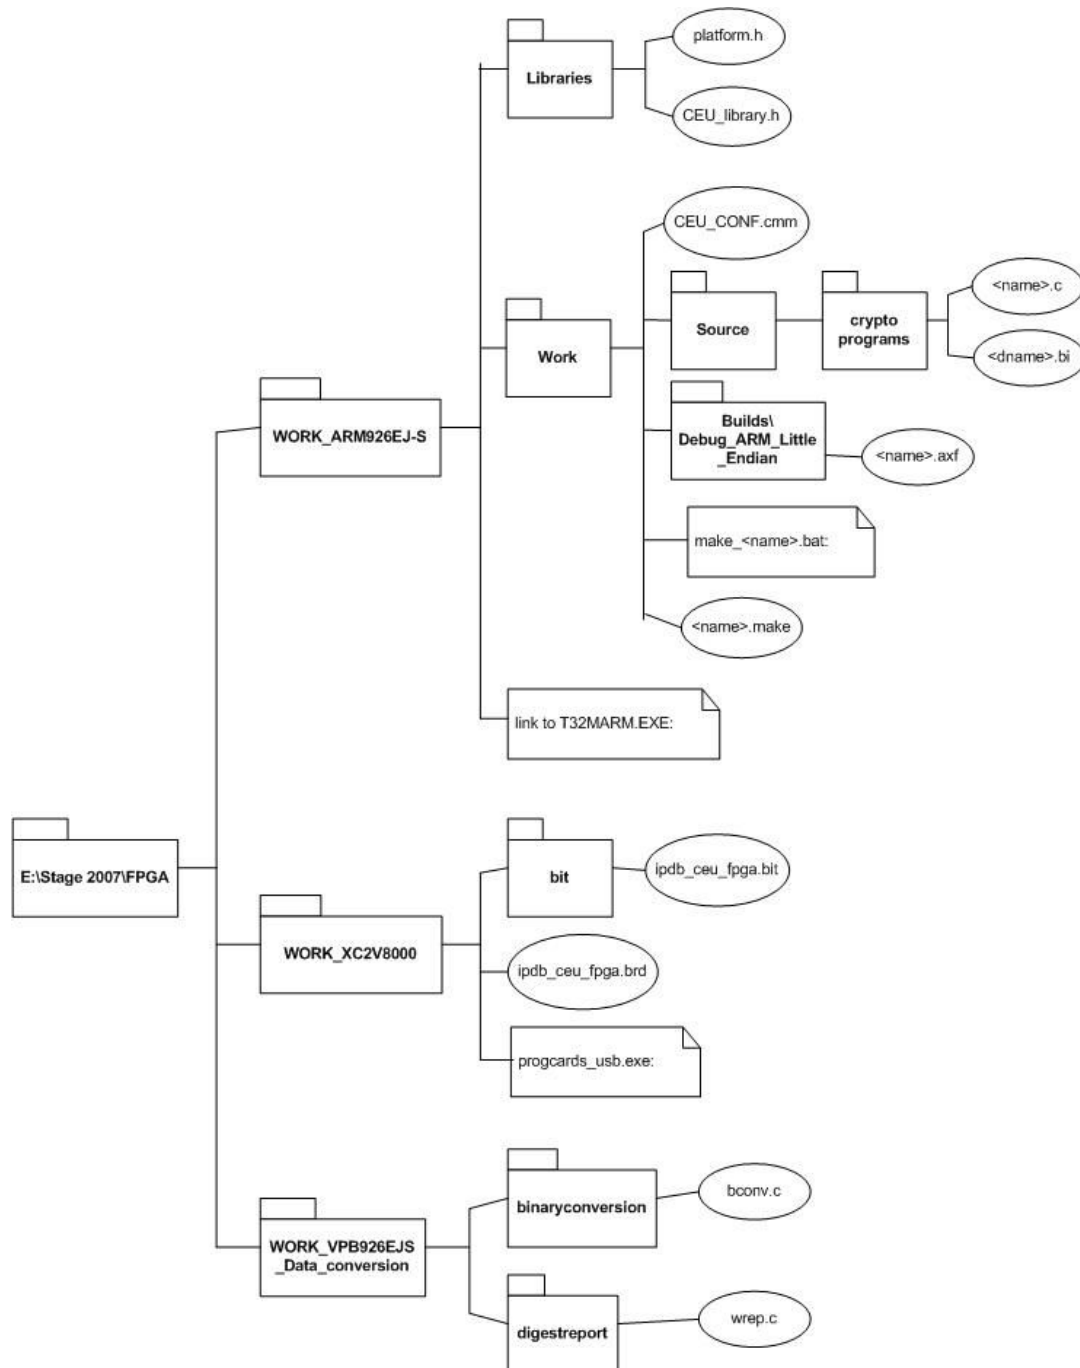 platform.h
Libraries
CEU_library.h
CEU_CONF.cmm
<name>.c
Source
crypto
programs
Work
<dname>.bi
WORK_ARM926EJ-S
Builds\
Debug_ARM_Little
_Endian
<name>.axf
make_<name>.bat:
<name>.make
link to T32MARM.EXE:
E:\Stage 2007\FPGA
bit
ipdb_ceu_fpga.bit
WORK_XC2V8000
ipdb_ceu_fpga.brd
progcards_usb.exe:
binaryconversion
bconv.c
WORK_VPB926EJS
_Data_conversion
digestreport
wrep.c